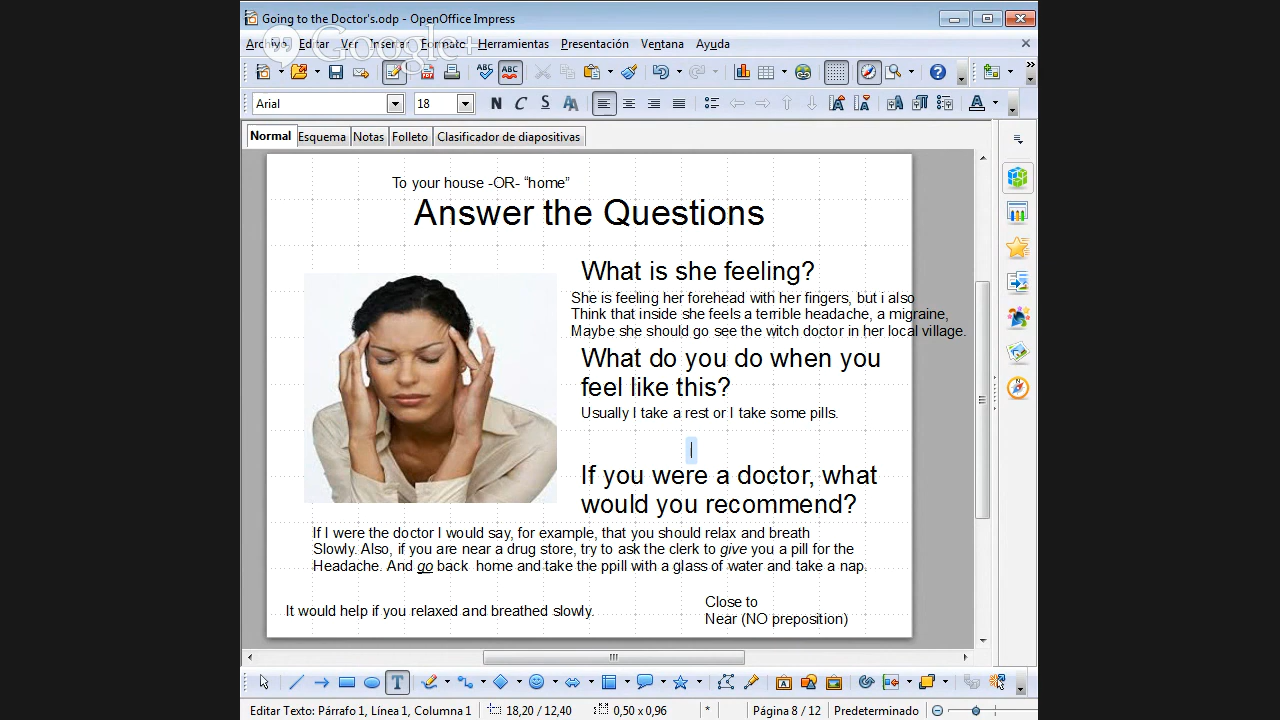 Going to the Doctor's.odp - OpenOffice Impress
Archivo Editar Ver Insertar Formato Herramientas Presentación Ventana Ayuda
Google+
Arial 18 N C S
Normal Esquema Notas Folleto Clasificador de diapositivas
To your house -OR- “home”
Answer the Questions
What is she feeling?
She is feeling her forehead with her fingers, but i also
Think that inside she feels a terrible headache, a migraine,
Maybe she should go see the witch doctor in her local village.
What do you do when you
feel like this?
Usually I take a rest or I take some pills.
If you were a doctor, what
would you recommend?
If I were the doctor I would say, for example, that you should relax and breath
Slowly. Also, if you are near a drug store, try to ask the clerk to give you a pill for the
Headache. And go back home and take the ppill with a glass of water and take a nap.
It would help if you relaxed and breathed slowly.
Close to
Near (NO preposition)
Editar Texto: Párrafo 1, Línea 1, Columna 1 18,20 / 12,40 0,50 x 0,96 * Página 8 / 12 Predeterminado